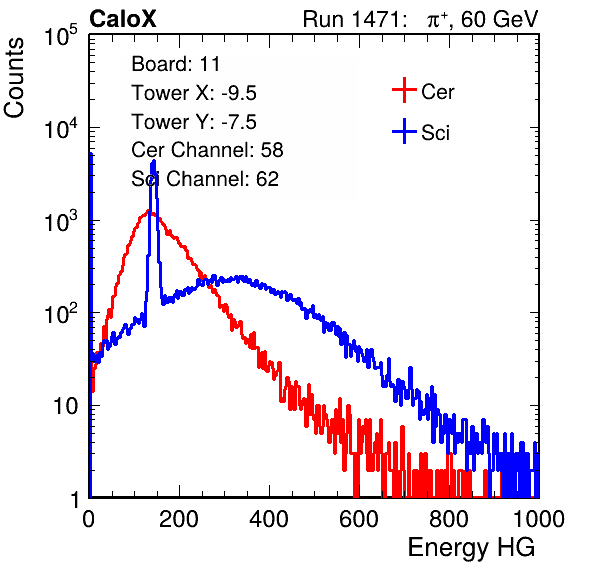 CaloX Run 1471: π⁺, 60 GeV
Counts
10⁵
10⁴
10³
10²
10
1
Board: 11
Tower X: -9.5
Tower Y: -7.5
Cer Channel: 58
Sci Channel: 62
Cer
Sci
0 200 400 600 800 1000
Energy HG